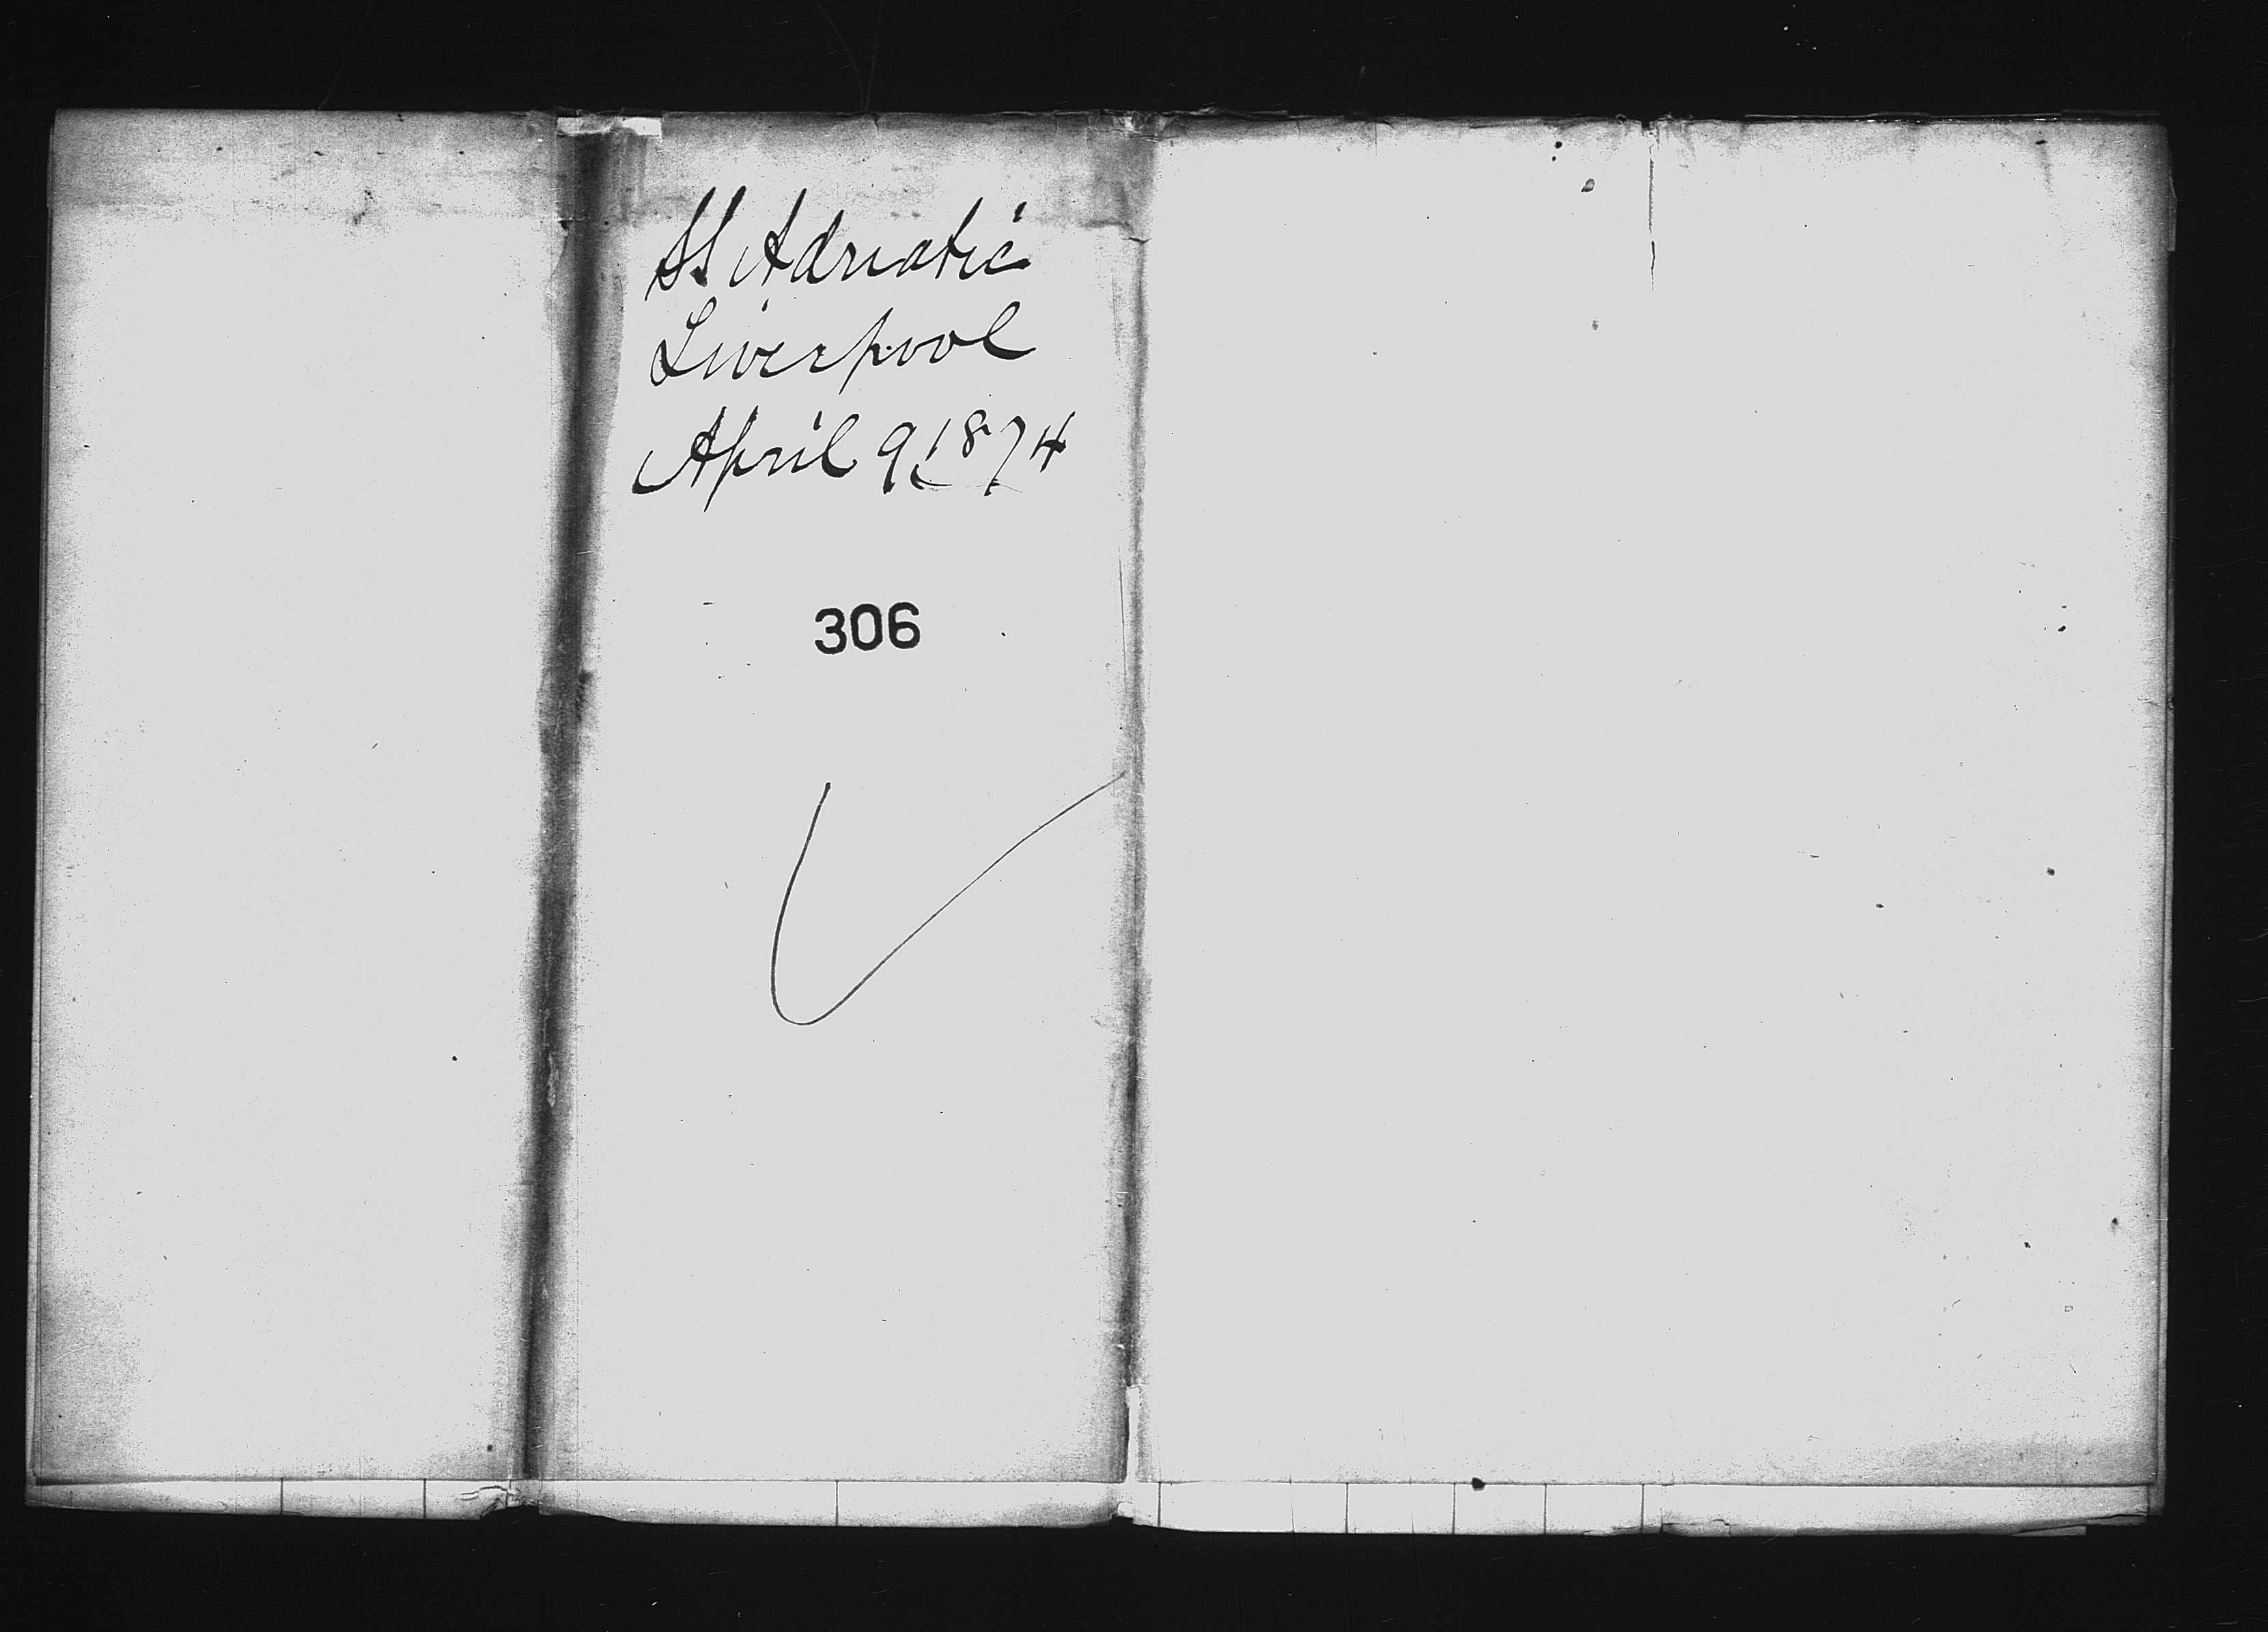 SS Adriatic
Liverpool
April 9, 1874
306